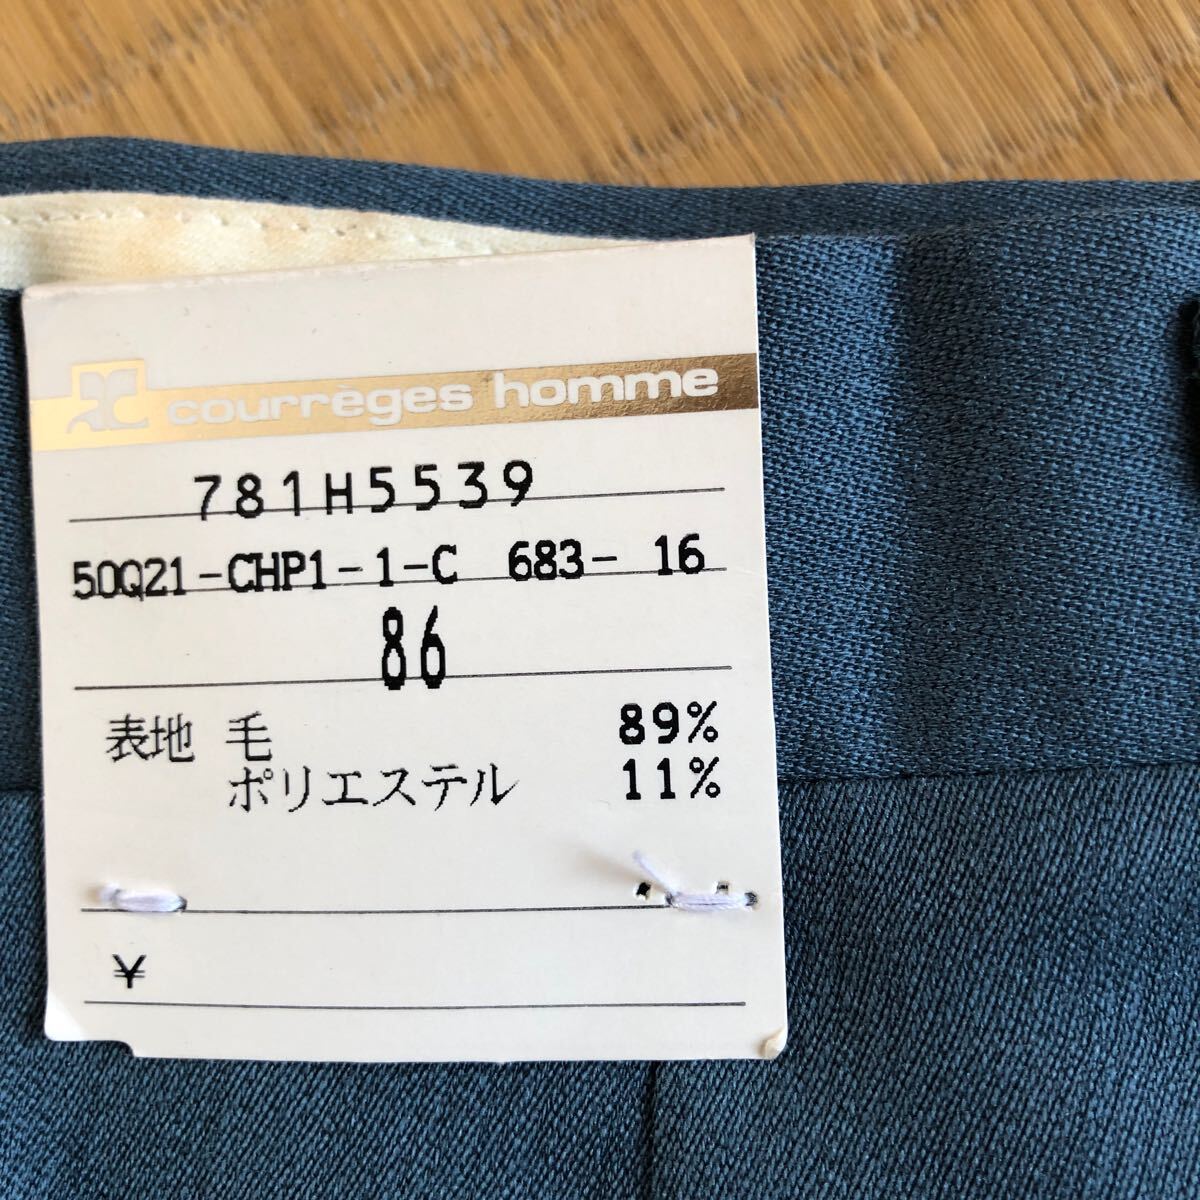 courrèges homme
781H5539
50Q21-CHP1-1-C 683- 16
86
表地 毛 89%
ポリエステル 11%
¥